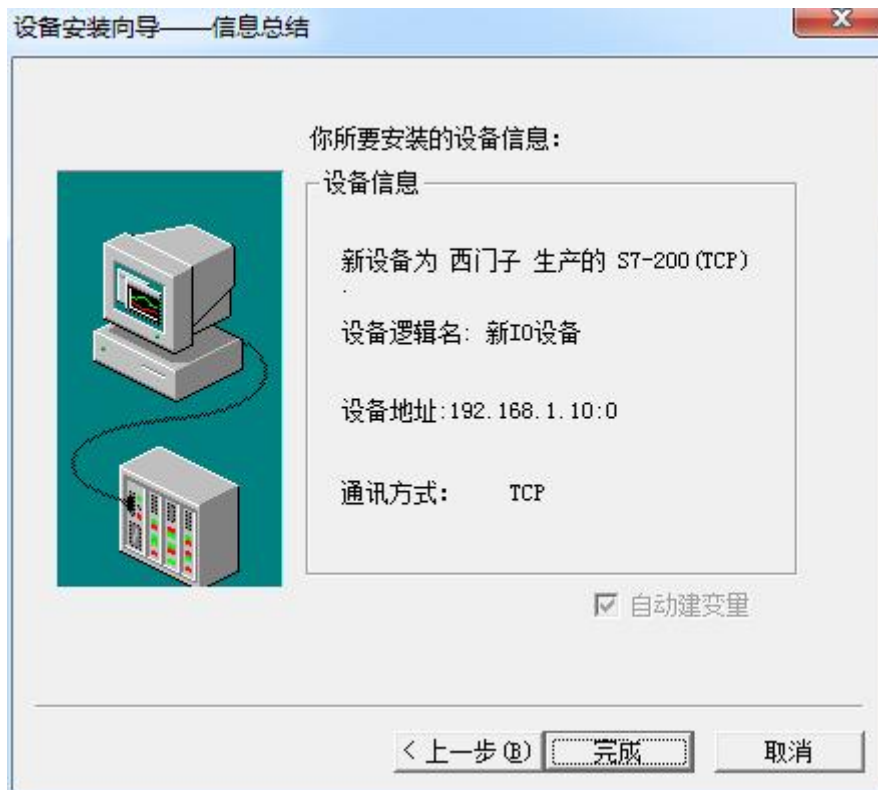 设备安装向导——信息总结
你所要安装的设备信息:
设备信息
新设备为 西门子 生产的 S7-200(TCP)
.
设备逻辑名: 新IO设备
设备地址:192.168.1.10:0
通讯方式: TCP
自动建变量
<上一步(B) 完成 取消